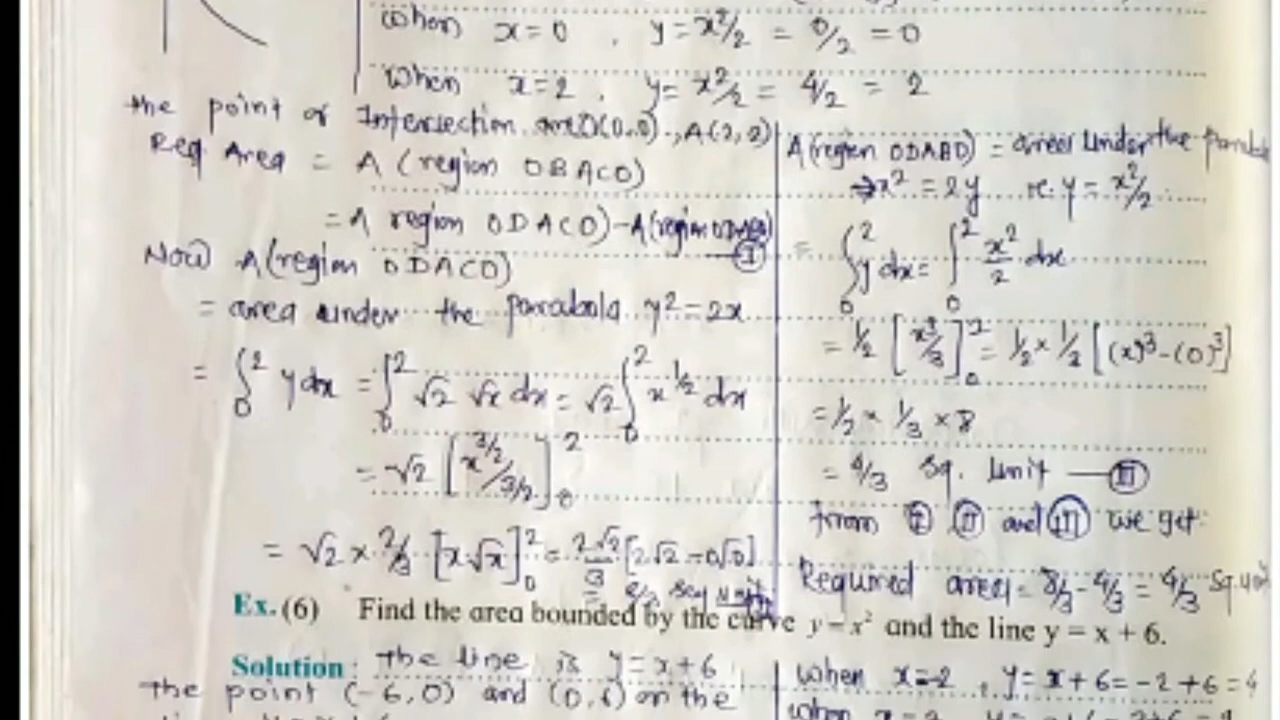 When x=0 , y=x²/2 = 0/2 = 0
When x=2 , y= x²/2 = 4/2 = 2
the point of Intersection are O(0,0) , A(2,2)
Req. Area = A (region OBACO)
= A region ODACO) - A(region ODABO) Ⓘ
Now A(region ODACO)
= area under the parabola y² = 2x
= ∫₀² y dx = ∫₀² √2 √x dx = √2 ∫₀² x^1/2 dx
= √2 [x^3/2 / 3/2]₀²
= √2 × 2/3 [x√x]₀² = 2√2/3 [2√2 - 0√0]
= 8/3 sq unit
A(region ODABO) = area under the parabola
→ x² = 2y ie. y = x²/2
= ∫₀² y dx = ∫₀² x²/2 dx
= 1/2 [x³/3]₀² = 1/2 × 1/3 [(2)³ - (0)³]
= 1/2 × 1/3 × 8
= 4/3 sq. Unit — Ⓘⓘⓘ
from Ⓘ ⓘⓘ and ⓘⓘⓘ we get
Required area = 8/3 - 4/3 = 4/3 sq. unit
Ex. (6) Find the area bounded by the curve y = x² and the line y = x + 6.
Solution : The line is y = x+6
the point (-6,0) and (0,6) on the
When x=-2 , y= x+6 = -2+6 = 4